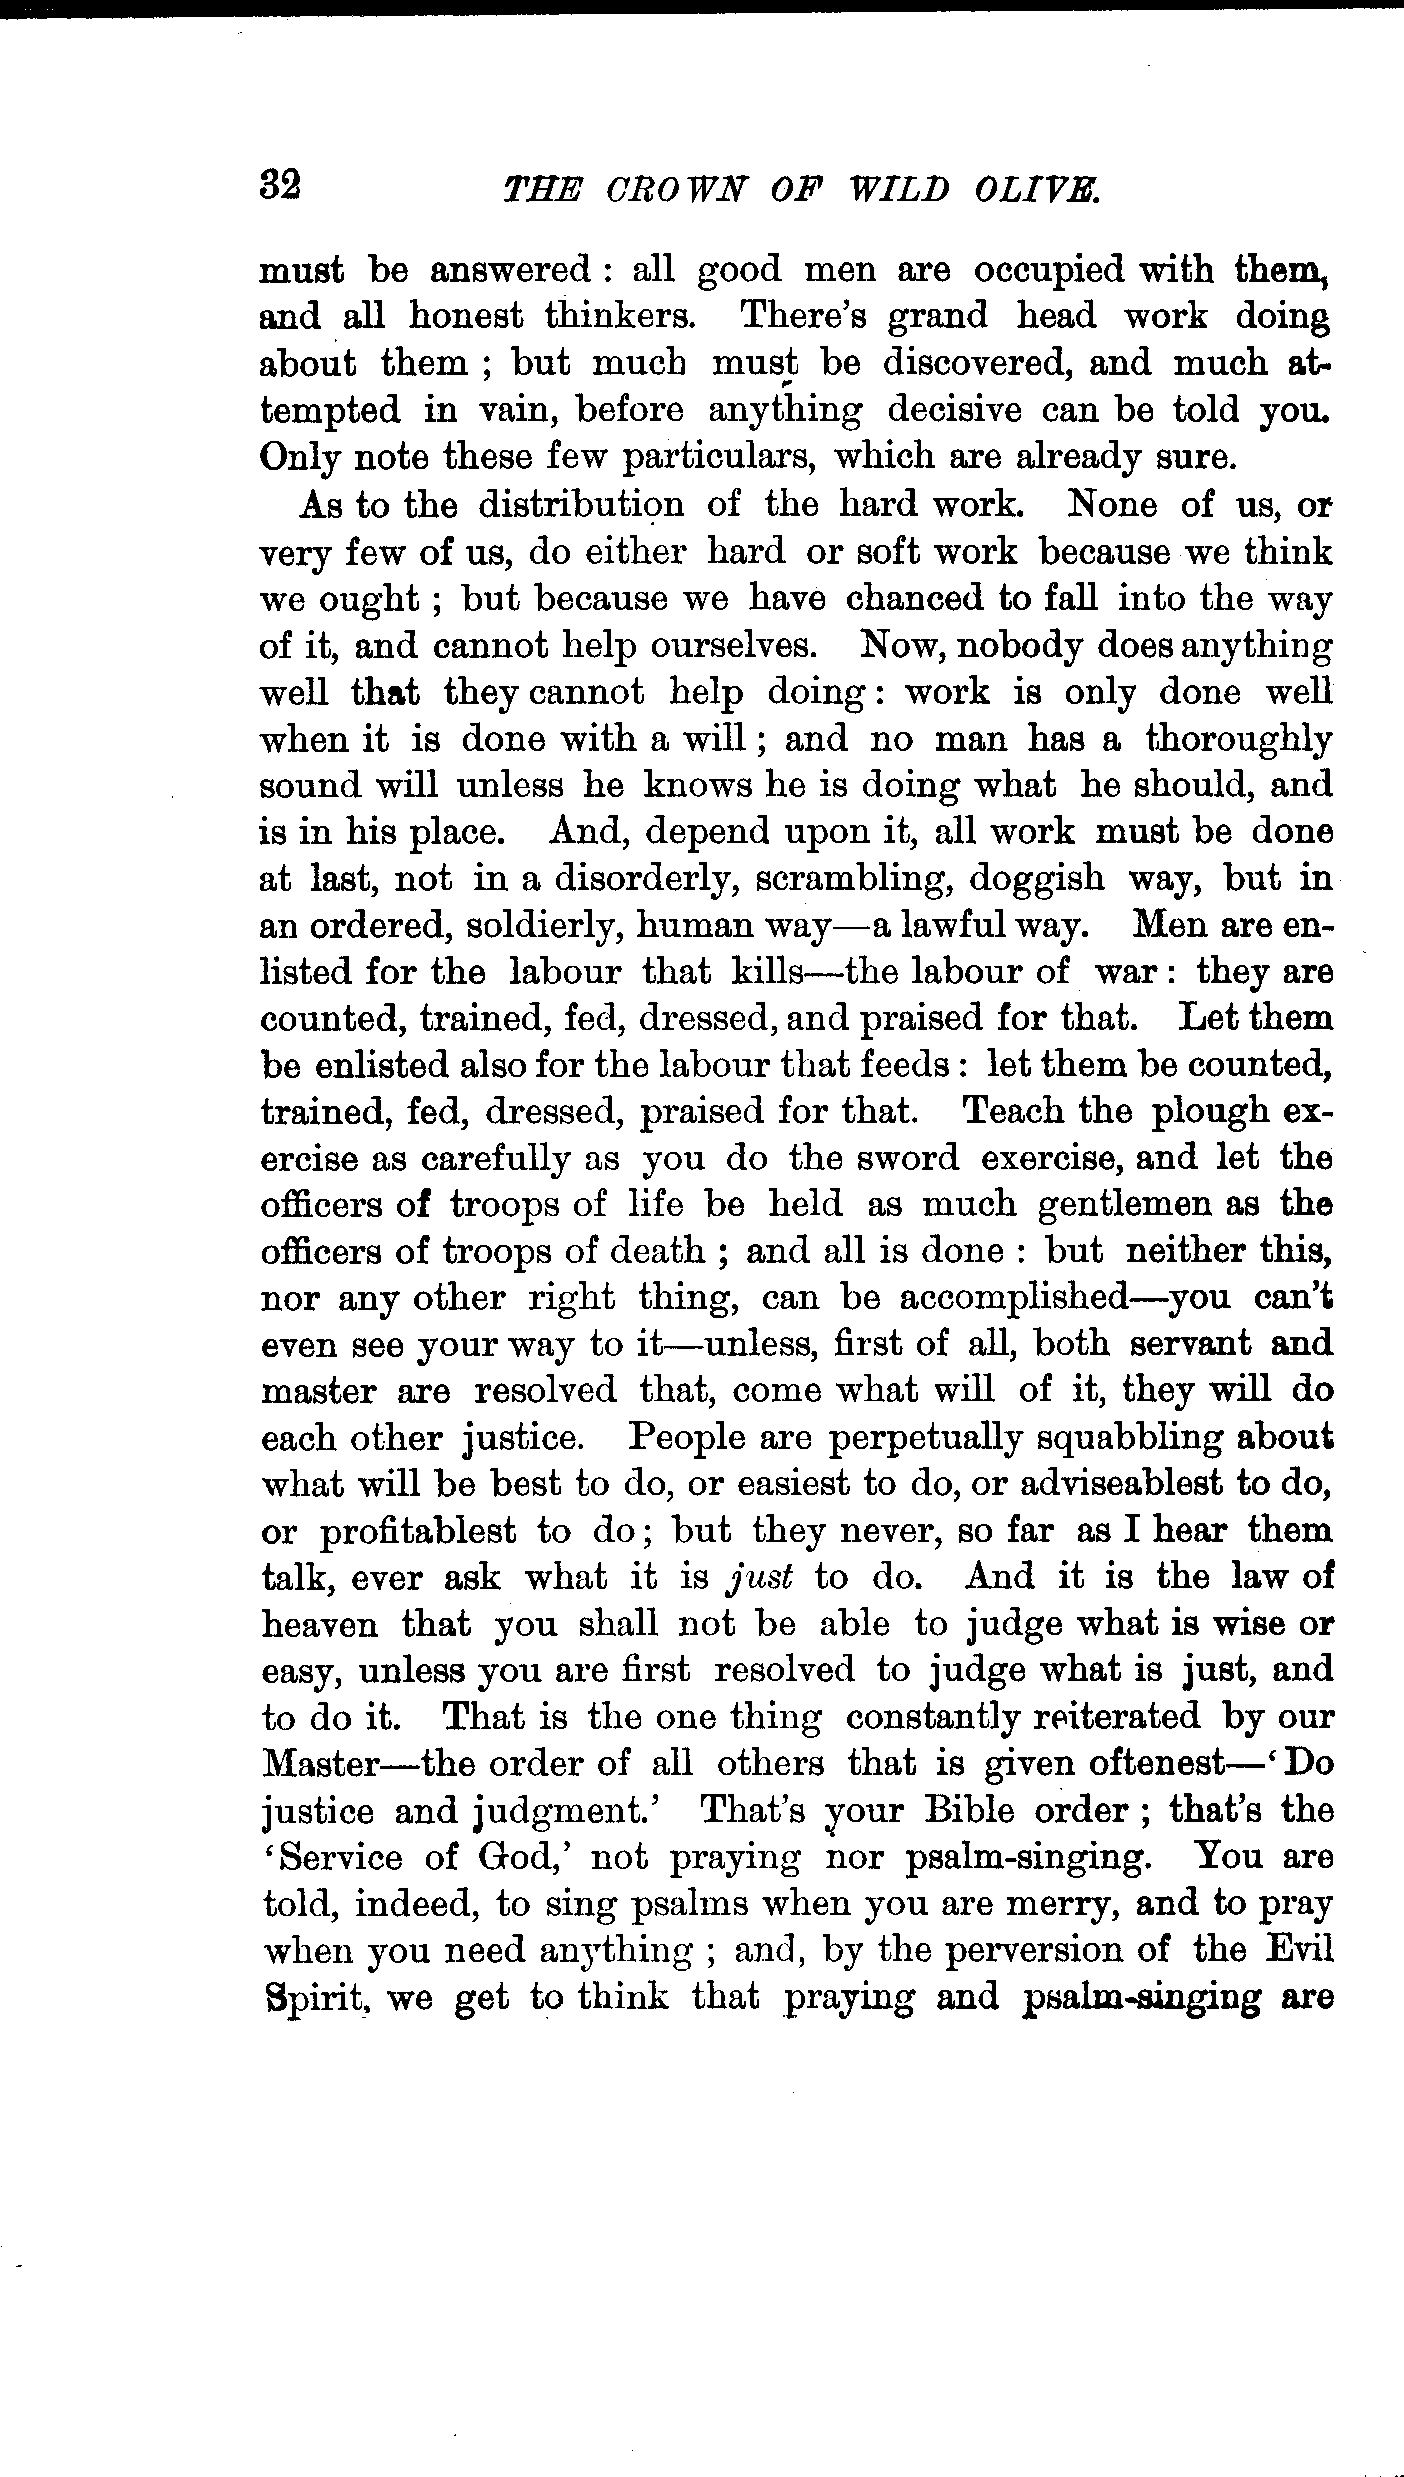 32 THE CROWN OF WILD OLIVE.
must be answered : all good men are occupied with them,
and all honest thinkers. There's grand head work doing
about them ; but much must be discovered, and much at-
tempted in vain, before anything decisive can be told you.
Only note these few particulars, which are already sure.
As to the distribution of the hard work. None of us, or
very few of us, do either hard or soft work because we think
we ought ; but because we have chanced to fall into the way
of it, and cannot help ourselves. Now, nobody does anything
well that they cannot help doing : work is only done well
when it is done with a will ; and no man has a thoroughly
sound will unless he knows he is doing what he should, and
is in his place. And, depend upon it, all work must be done
at last, not in a disorderly, scrambling, doggish way, but in
an ordered, soldierly, human way—a lawful way. Men are en-
listed for the labour that kills—the labour of war : they are
counted, trained, fed, dressed, and praised for that. Let them
be enlisted also for the labour that feeds : let them be counted,
trained, fed, dressed, praised for that. Teach the plough ex-
ercise as carefully as you do the sword exercise, and let the
officers of troops of life be held as much gentlemen as the
officers of troops of death ; and all is done : but neither this,
nor any other right thing, can be accomplished—you can't
even see your way to it—unless, first of all, both servant and
master are resolved that, come what will of it, they will do
each other justice. People are perpetually squabbling about
what will be best to do, or easiest to do, or adviseablest to do,
or profitablest to do ; but they never, so far as I hear them
talk, ever ask what it is just to do. And it is the law of
heaven that you shall not be able to judge what is wise or
easy, unless you are first resolved to judge what is just, and
to do it. That is the one thing constantly reiterated by our
Master—the order of all others that is given oftenest—‘Do
justice and judgment.’ That's your Bible order ; that's the
‘Service of God,’ not praying nor psalm-singing. You are
told, indeed, to sing psalms when you are merry, and to pray
when you need anything ; and, by the perversion of the Evil
Spirit, we get to think that praying and psalm-singing are